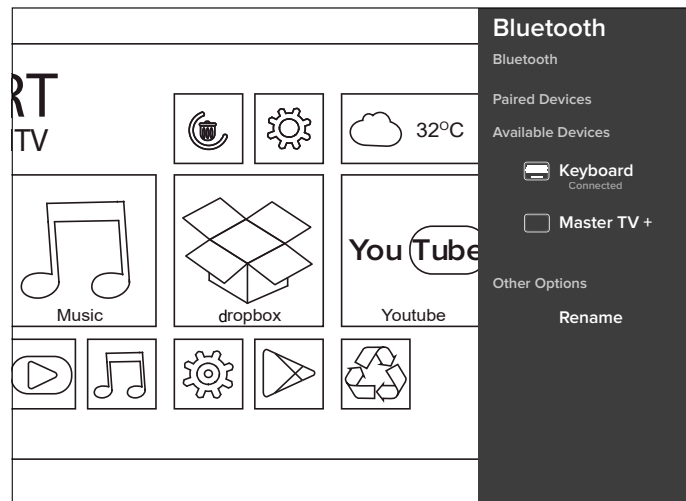 RT
TV
32°C
Music
dropbox
You Tube
Youtube
Bluetooth
Bluetooth
Paired Devices
Available Devices
Keyboard
Connected
Master TV +
Other Options
Rename